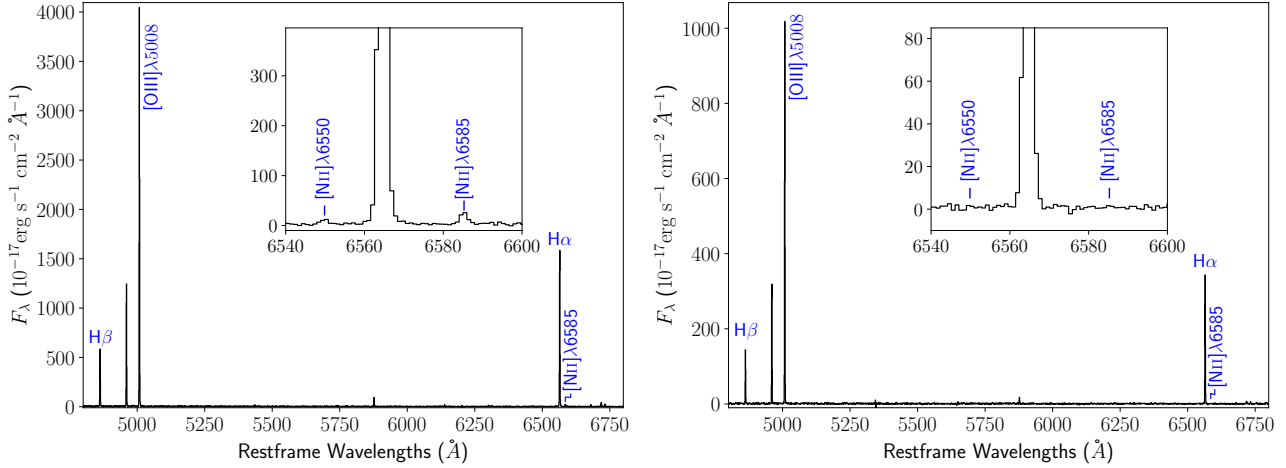 4000
3500
3000
2500
2000
1500
1000
500
0
5000 5250 5500 5750 6000 6250 6500 6750
Restframe Wavelengths (Å)
F_λ (10⁻¹⁷erg s⁻¹ cm⁻² Å⁻¹)
Hβ
[OIII]λ5008
Hα
[NII]λ6585
300
200
100
0
6540 6560 6580 6600
[NII]λ6550
[NII]λ6585
1000
800
600
400
200
0
5000 5250 5500 5750 6000 6250 6500 6750
Restframe Wavelengths (Å)
F_λ (10⁻¹⁷erg s⁻¹ cm⁻² Å⁻¹)
Hβ
[OIII]λ5008
Hα
[NII]λ6585
80
60
40
20
0
6540 6560 6580 6600
[NII]λ6550
[NII]λ6585